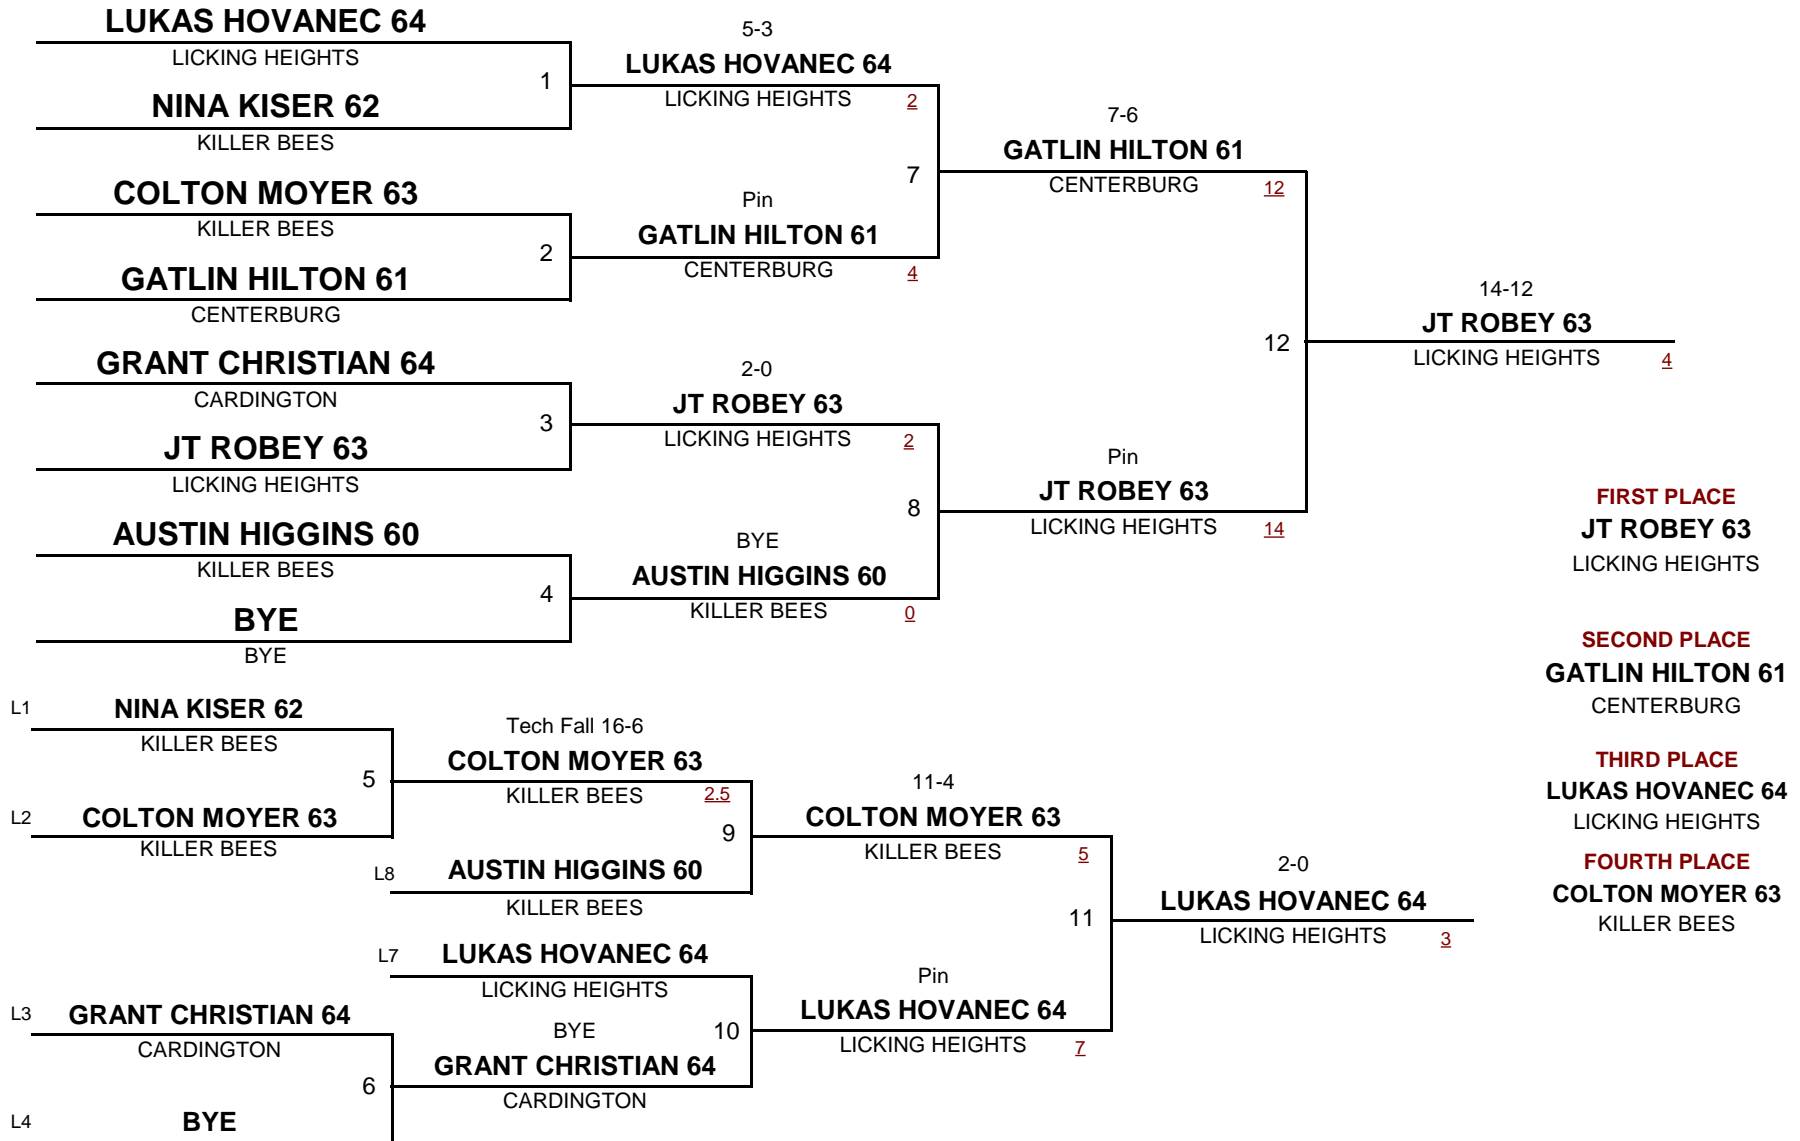 LUKAS HOVANEC 64
LICKING HEIGHTS
1
NINA KISER 62
KILLER BEES
COLTON MOYER 63
KILLER BEES
2
GATLIN HILTON 61
CENTERBURG
GRANT CHRISTIAN 64
CARDINGTON
3
JT ROBEY 63
LICKING HEIGHTS
AUSTIN HIGGINS 60
KILLER BEES
4
BYE
BYE
5-3
LUKAS HOVANEC 64
LICKING HEIGHTS 2
7
Pin
GATLIN HILTON 61
CENTERBURG 4
2-0
JT ROBEY 63
LICKING HEIGHTS 2
8
BYE
AUSTIN HIGGINS 60
KILLER BEES 0
7-6
GATLIN HILTON 61
CENTERBURG 12
12
Pin
JT ROBEY 63
LICKING HEIGHTS 14
14-12
JT ROBEY 63
LICKING HEIGHTS 4
FIRST PLACE
JT ROBEY 63
LICKING HEIGHTS
SECOND PLACE
GATLIN HILTON 61
CENTERBURG
THIRD PLACE
LUKAS HOVANEC 64
LICKING HEIGHTS
FOURTH PLACE
COLTON MOYER 63
KILLER BEES
L1 NINA KISER 62
KILLER BEES
5
L2 COLTON MOYER 63
KILLER BEES
L3 GRANT CHRISTIAN 64
CARDINGTON
6
L4 BYE
Tech Fall 16-6
COLTON MOYER 63
KILLER BEES 2.5
9
L8 AUSTIN HIGGINS 60
KILLER BEES
L7 LUKAS HOVANEC 64
LICKING HEIGHTS
BYE 10
GRANT CHRISTIAN 64
CARDINGTON
11-4
COLTON MOYER 63
KILLER BEES 5
11
Pin
LUKAS HOVANEC 64
LICKING HEIGHTS 7
2-0
LUKAS HOVANEC 64
LICKING HEIGHTS 3